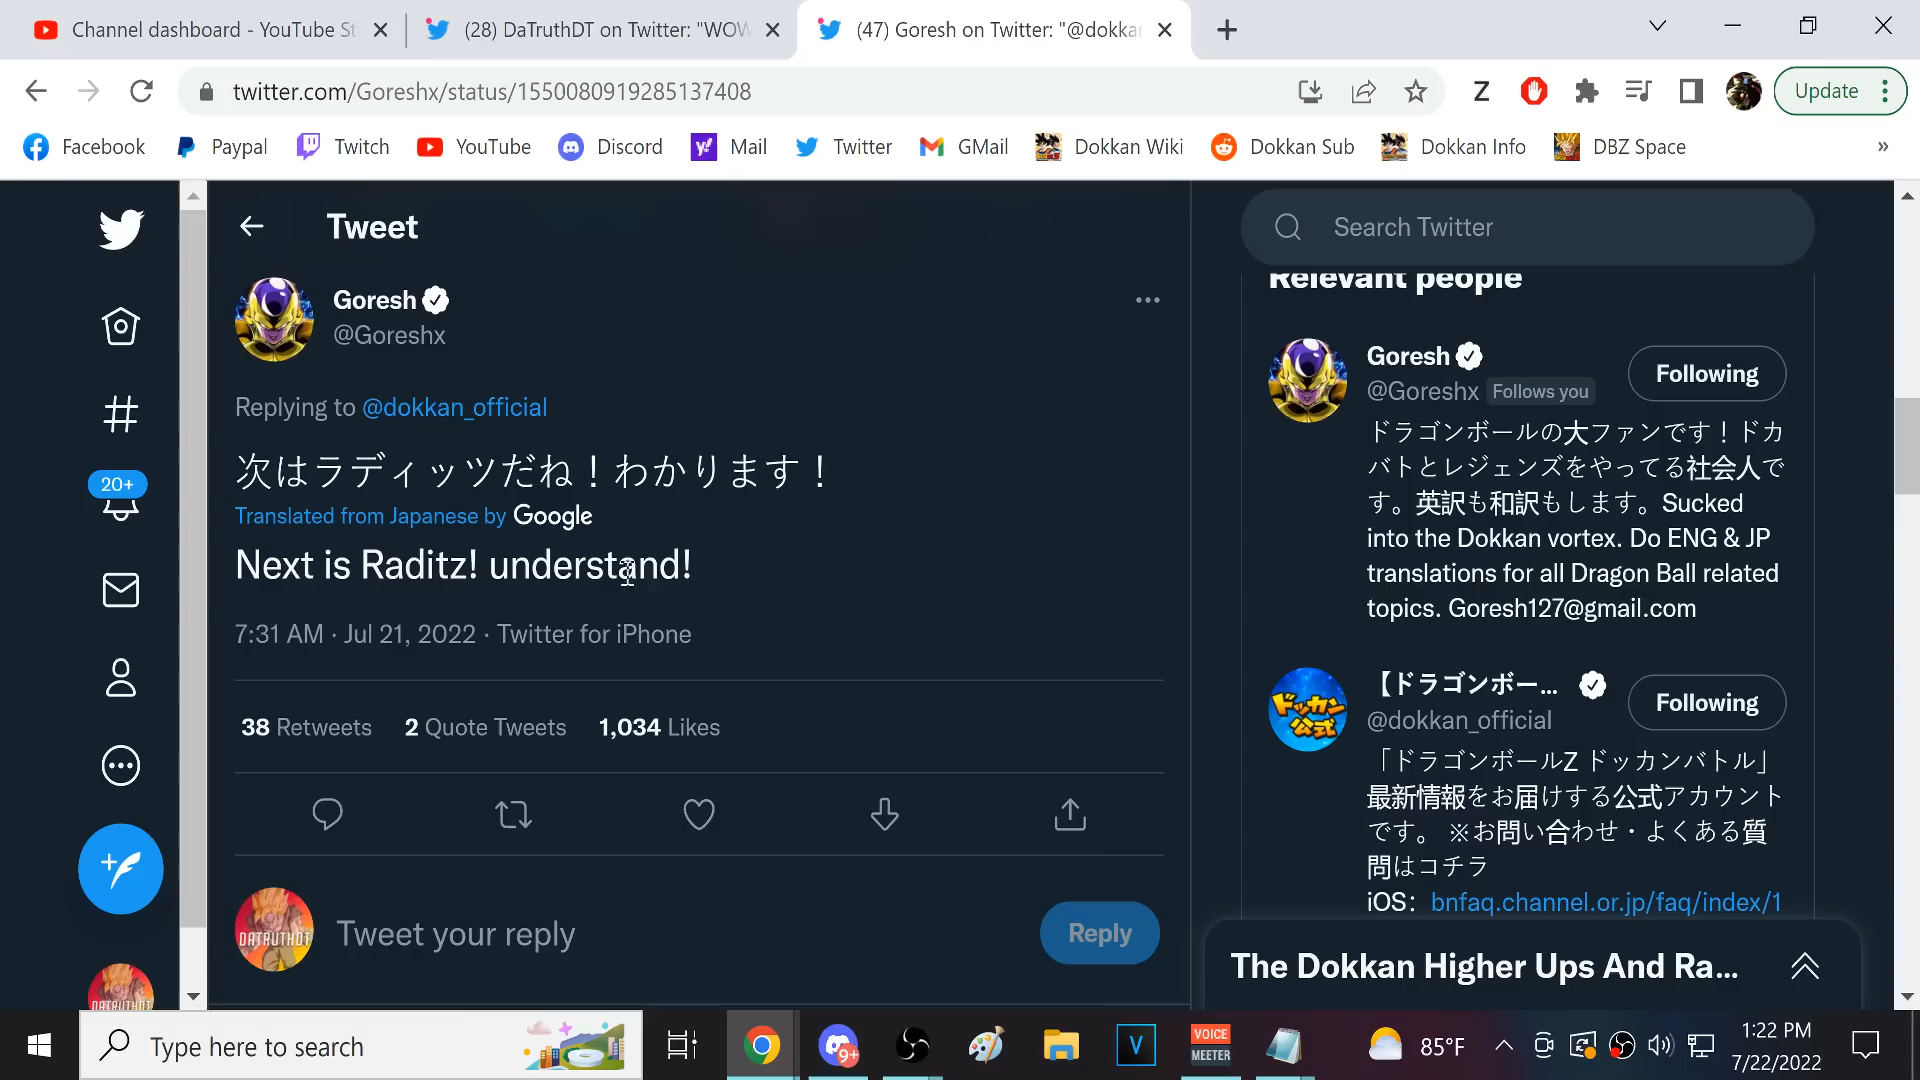 Channel dashboard - YouTube St
(28) DaTruthDT on Twitter: "WOW
(47) Goresh on Twitter: "@dokkan
twitter.com/Goreshx/status/1550080919285137408
Z
Update
Facebook
Paypal
Twitch
YouTube
Discord
Mail
Twitter
GMail
Dokkan Wiki
Dokkan Sub
Dokkan Info
DBZ Space
»
Tweet
Goresh
@Goreshx
Replying to @dokkan_official
次はラディッツだね！わかります！
Translated from Japanese by Google
Next is Raditz! understand!
7:31 AM · Jul 21, 2022 · Twitter for iPhone
38 Retweets 2 Quote Tweets 1,034 Likes
DATRUTHDT
Tweet your reply
Reply
20+
DATRUTHDT
Search Twitter
Relevant people
Goresh
@Goreshx Follows you
Following
ドラゴンボールの大ファンです！ドカ
バトとレジェンズをやってる社会人で
す。英訳も和訳もします。Sucked
into the Dokkan vortex. Do ENG & JP
translations for all Dragon Ball related
topics. Goresh127@gmail.com
ドッカン
公式
【ドラゴンボー...
@dokkan_official
Following
「ドラゴンボールZ ドッカンバトル」
最新情報をお届けする公式アカウント
です。 ※お問い合わせ・よくある質
問はコチラ
iOS： bnfaq.channel.or.jp/faq/index/1
The Dokkan Higher Ups And Ra...
Type here to search
9+
V
VOICE
MEETER
85°F
1:22 PM
7/22/2022